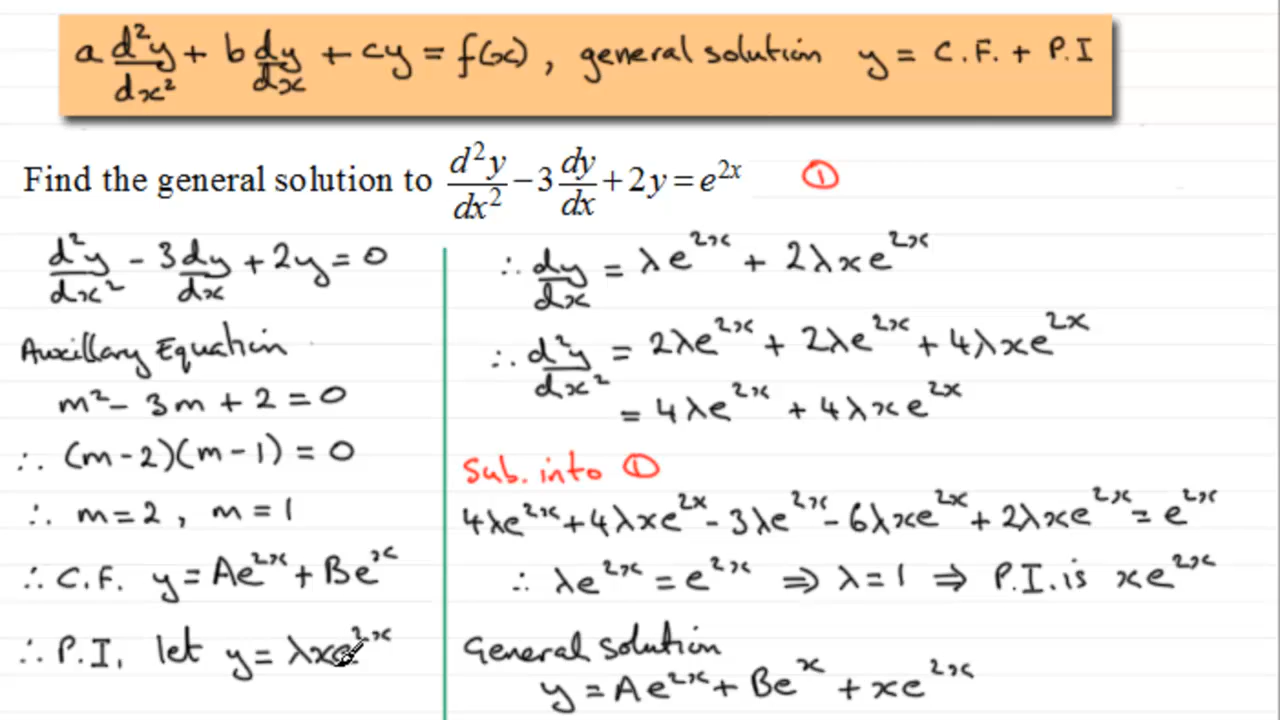 a d²y/dx² + b dy/dx + cy = f(x), general solution y = C.F. + P.I
Find the general solution to d²y/dx² − 3 dy/dx + 2y = e^{2x} ①
d²y/dx² − 3 dy/dx + 2y = 0
Auxillary Equation
m² − 3m + 2 = 0
∴ (m − 2)(m − 1) = 0
∴ m = 2, m = 1
∴ C.F. y = Ae^{2x} + Be^{x}
∴ P.I. let y = λxe^{2x}
∴ dy/dx = λe^{2x} + 2λxe^{2x}
∴ d²y/dx² = 2λe^{2x} + 2λe^{2x} + 4λxe^{2x}
= 4λe^{2x} + 4λxe^{2x}
Sub. into ①
4λe^{2x} + 4λxe^{2x} − 3λe^{2x} − 6λxe^{2x} + 2λxe^{2x} = e^{2x}
∴ λe^{2x} = e^{2x} ⇒ λ = 1 ⇒ P.I. is xe^{2x}
General solution
y = Ae^{2x} + Be^{x} + xe^{2x}